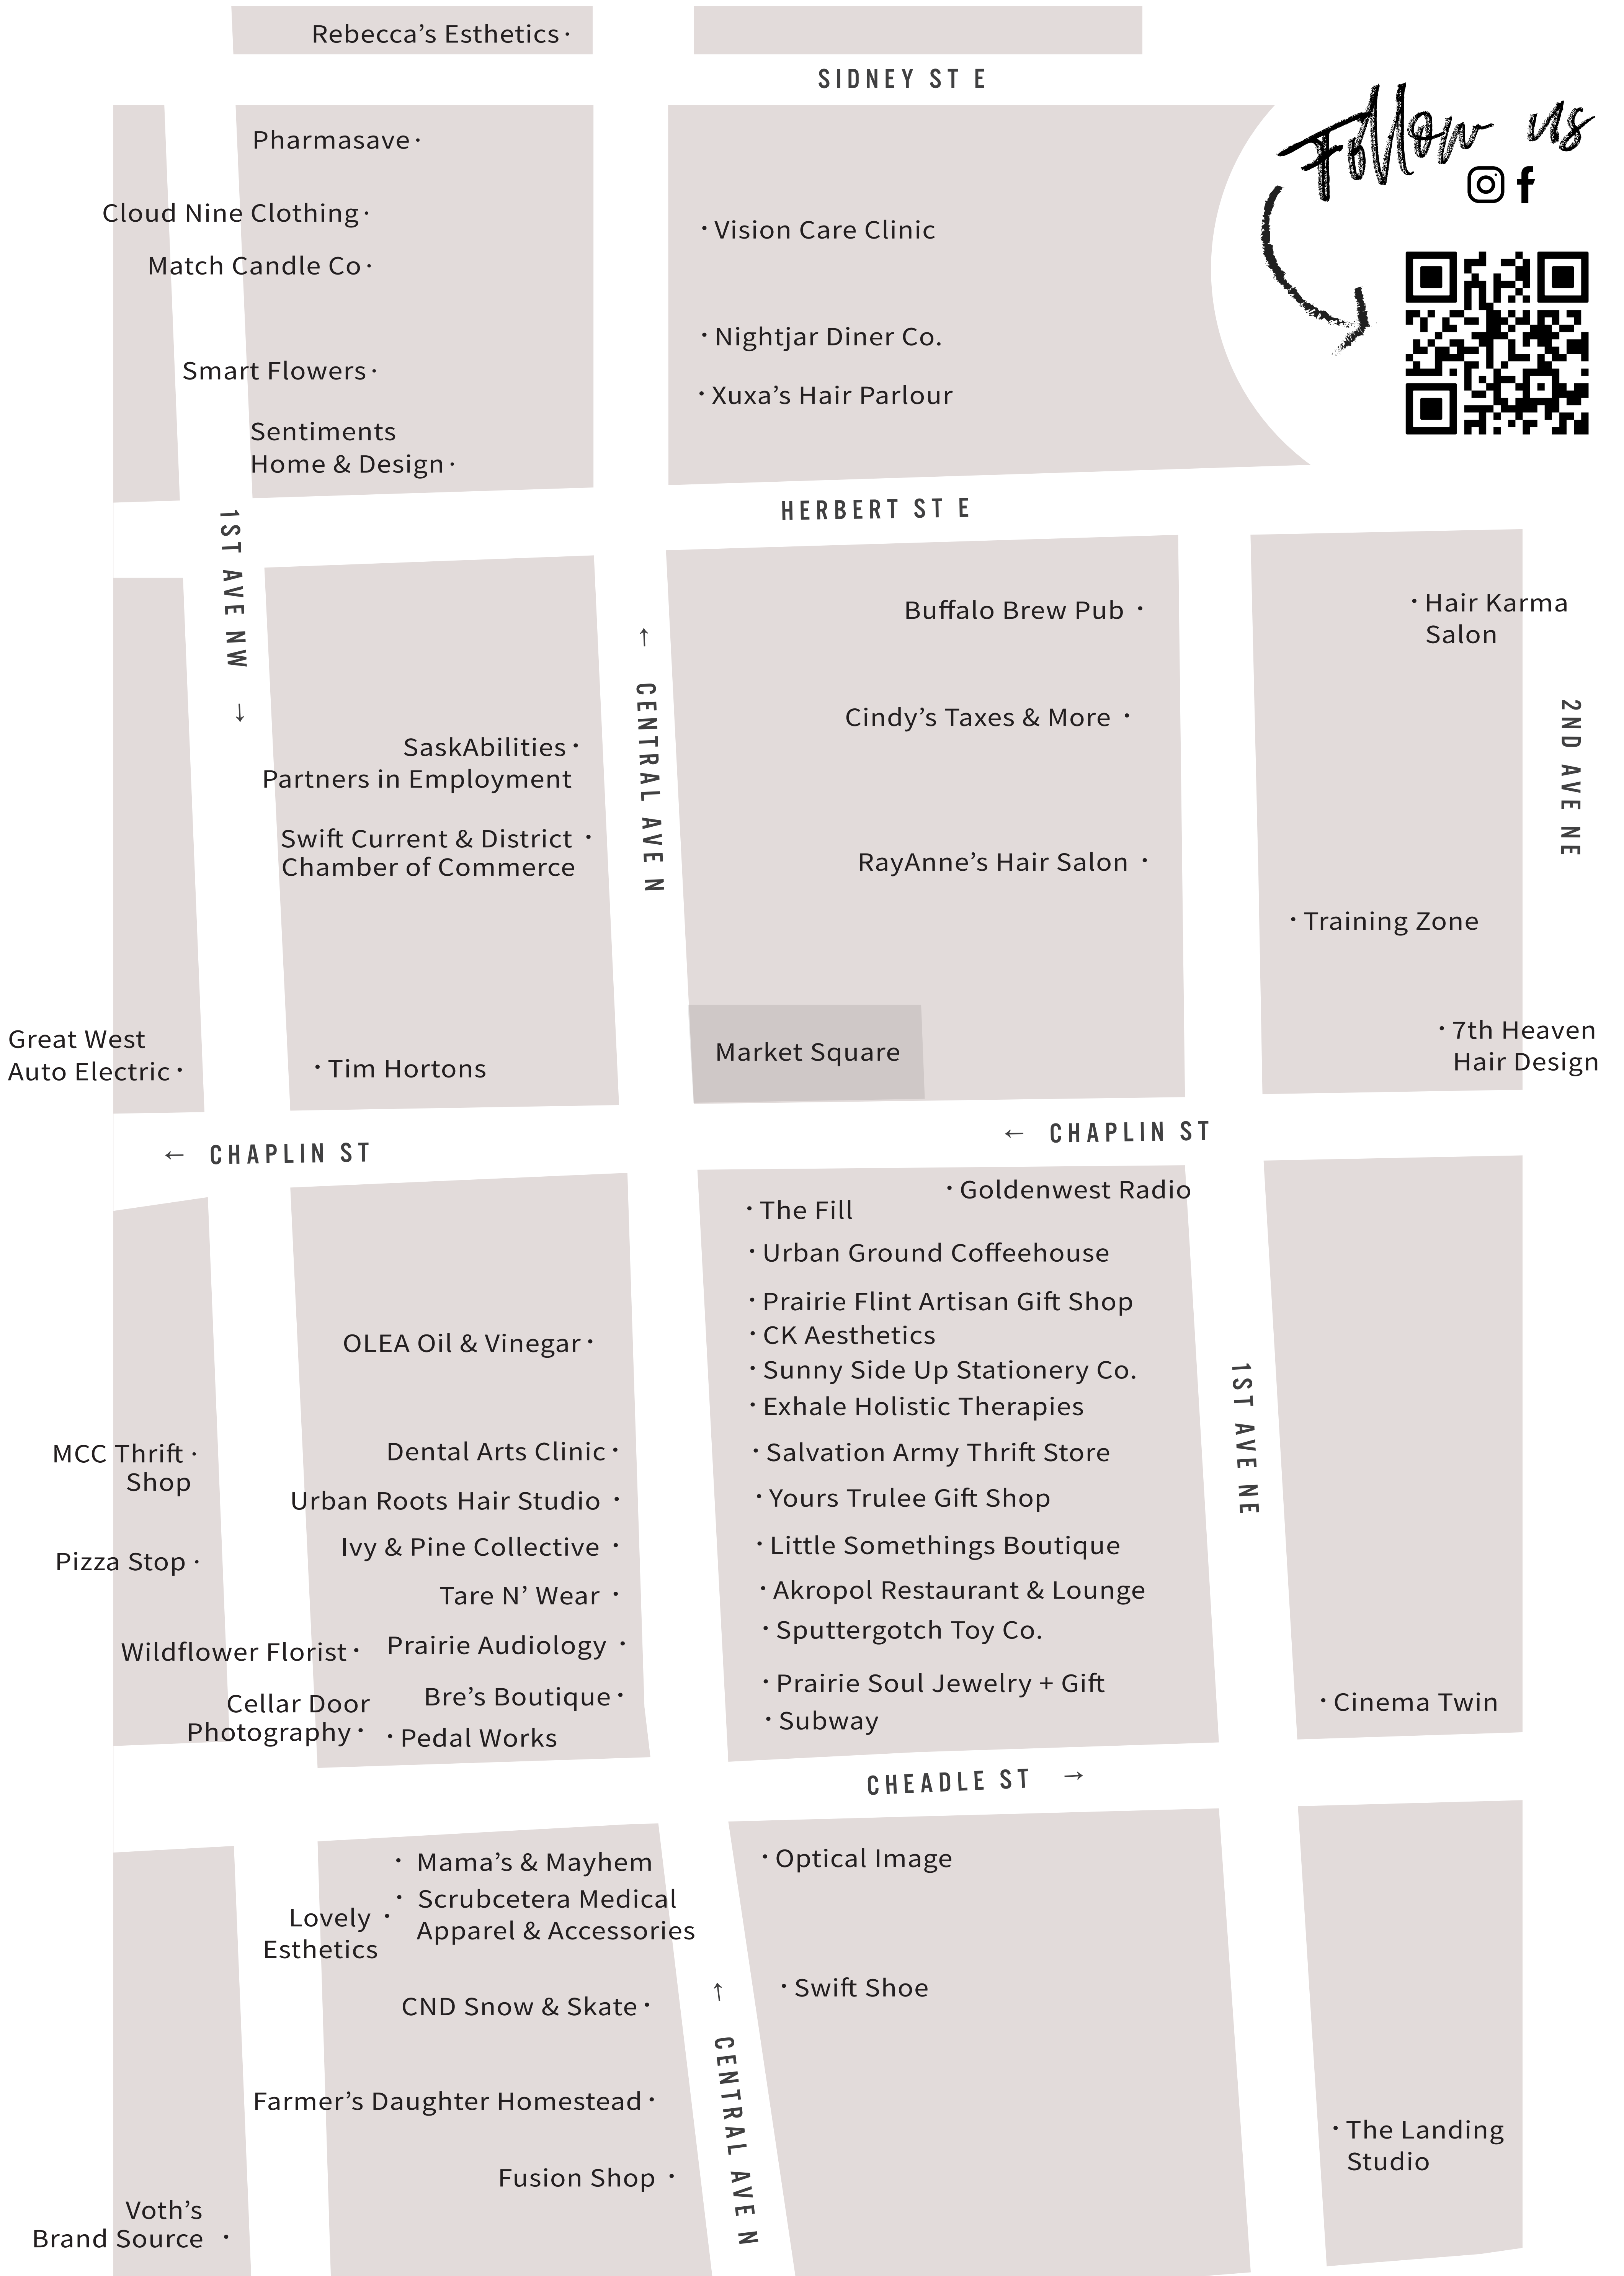 Rebecca’s Esthetics·
SIDNEY ST E
Follow us
Pharmasave·
Cloud Nine Clothing·
Match Candle Co·
Smart Flowers·
Sentiments
Home & Design·
·Vision Care Clinic
·Nightjar Diner Co.
·Xuxa’s Hair Parlour
HERBERT ST E
1ST AVE NW →
← CENTRAL AVE N
2ND AVE NE
Buffalo Brew Pub ·
·Hair Karma
Salon
Cindy’s Taxes & More ·
SaskAbilities·
Partners in Employment
Swift Current & District ·
Chamber of Commerce
RayAnne’s Hair Salon ·
·Training Zone
Great West
Auto Electric·
·Tim Hortons
Market Square
·7th Heaven
Hair Design
← CHAPLIN ST
← CHAPLIN ST
·Goldenwest Radio
·The Fill
·Urban Ground Coffeehouse
·Prairie Flint Artisan Gift Shop
·CK Aesthetics
·Sunny Side Up Stationery Co.
·Exhale Holistic Therapies
·Salvation Army Thrift Store
·Yours Trulee Gift Shop
·Little Somethings Boutique
·Akropol Restaurant & Lounge
·Sputtergotch Toy Co.
·Prairie Soul Jewelry + Gift
·Subway
OLEA Oil & Vinegar·
Dental Arts Clinic·
Urban Roots Hair Studio ·
Ivy & Pine Collective ·
Tare N’ Wear ·
Prairie Audiology ·
Bre’s Boutique·
·Pedal Works
MCC Thrift ·
Shop
Pizza Stop ·
Wildflower Florist·
Cellar Door
Photography·
1ST AVE NE
·Cinema Twin
CHEADLE ST →
· Mama’s & Mayhem
· Scrubcetera Medical
Apparel & Accessories
Lovely ·
Esthetics
CND Snow & Skate·
Farmer’s Daughter Homestead·
Fusion Shop ·
Voth’s
Brand Source ·
← CENTRAL AVE N
·Optical Image
·Swift Shoe
·The Landing
Studio